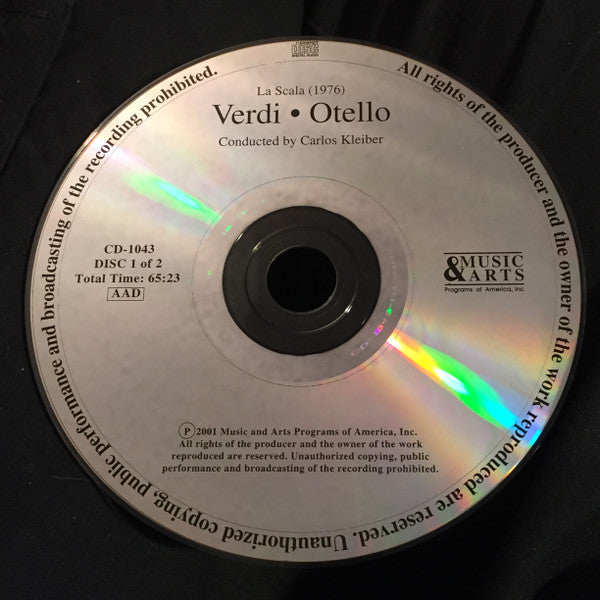 COMPACT
DISC
DIGITAL AUDIO
La Scala (1976)
Verdi • Otello
Conducted by Carlos Kleiber
CD-1043
DISC 1 of 2
Total Time: 65:23
AAD
MUSIC
& ARTS
Programs of America, Inc
Ⓟ 2001 Music and Arts Programs of America, Inc.
All rights of the producer and the owner of the work
reproduced are reserved. Unauthorized copying, public
performance and broadcasting of the recording prohibited.
All rights of the producer and the owner of the work reproduced are reserved. Unauthorized copying, public performance and broadcasting of the recording prohibited.